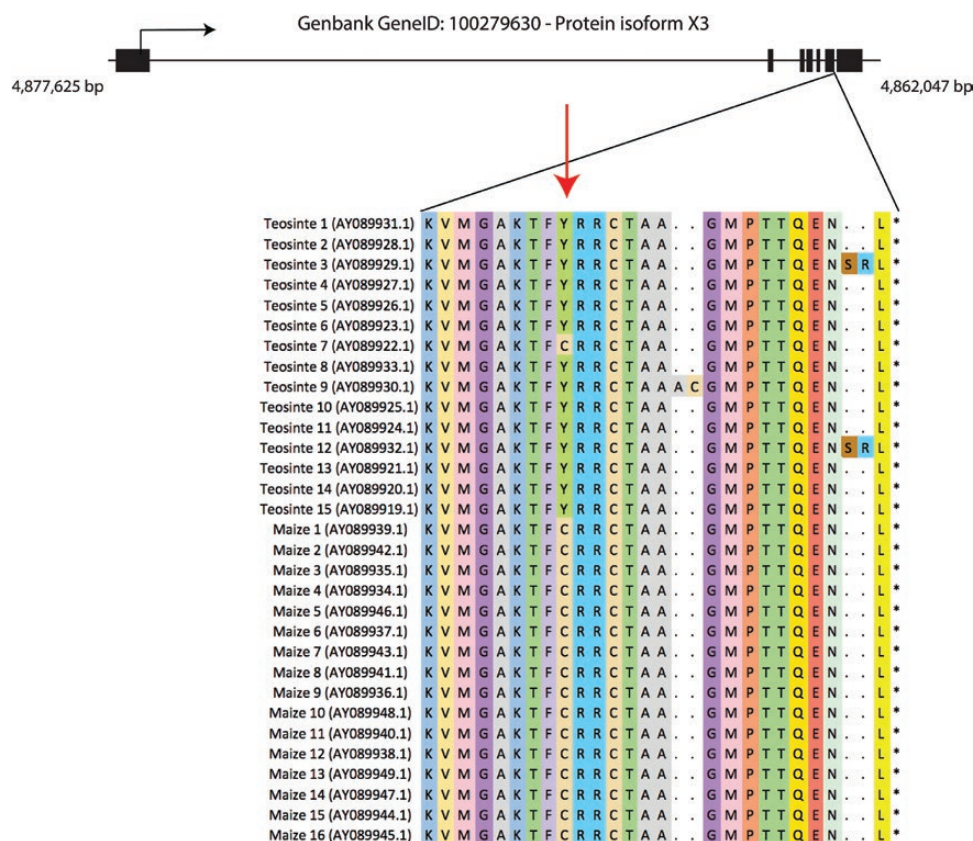 Genbank GeneID: 100279630 - Protein isoform X3
4,877,625 bp
4,862,047 bp
Teosinte 1 (AY089931.1) K V M G A K T F Y R R C T A A . . G M P T T Q E N . . L *
Teosinte 2 (AY089928.1) K V M G A K T F Y R R C T A A . . G M P T T Q E N . . L *
Teosinte 3 (AY089929.1) K V M G A K T F Y R R C T A A . . G M P T T Q E N S R L *
Teosinte 4 (AY089927.1) K V M G A K T F Y R R C T A A . . G M P T T Q E N . . L *
Teosinte 5 (AY089926.1) K V M G A K T F Y R R C T A A . . G M P T T Q E N . . L *
Teosinte 6 (AY089923.1) K V M G A K T F Y R R C T A A . . G M P T T Q E N . . L *
Teosinte 7 (AY089922.1) K V M G A K T F C R R C T A A . . G M P T T Q E N . . L *
Teosinte 8 (AY089933.1) K V M G A K T F Y R R C T A A . . G M P T T Q E N . . L *
Teosinte 9 (AY089930.1) K V M G A K T F Y R R C T A A A C G M P T T Q E N . . L *
Teosinte 10 (AY089925.1) K V M G A K T F Y R R C T A A . . G M P T T Q E N . . L *
Teosinte 11 (AY089924.1) K V M G A K T F Y R R C T A A . . G M P T T Q E N . . L *
Teosinte 12 (AY089932.1) K V M G A K T F Y R R C T A A . . G M P T T Q E N S R L *
Teosinte 13 (AY089921.1) K V M G A K T F Y R R C T A A . . G M P T T Q E N . . L *
Teosinte 14 (AY089920.1) K V M G A K T F Y R R C T A A . . G M P T T Q E N . . L *
Teosinte 15 (AY089919.1) K V M G A K T F Y R R C T A A . . G M P T T Q E N . . L *
Maize 1 (AY089939.1) K V M G A K T F C R R C T A A . . G M P T T Q E N . . L *
Maize 2 (AY089942.1) K V M G A K T F C R R C T A A . . G M P T T Q E N . . L *
Maize 3 (AY089935.1) K V M G A K T F C R R C T A A . . G M P T T Q E N . . L *
Maize 4 (AY089934.1) K V M G A K T F C R R C T A A . . G M P T T Q E N . . L *
Maize 5 (AY089946.1) K V M G A K T F C R R C T A A . . G M P T T Q E N . . L *
Maize 6 (AY089937.1) K V M G A K T F C R R C T A A . . G M P T T Q E N . . L *
Maize 7 (AY089943.1) K V M G A K T F C R R C T A A . . G M P T T Q E N . . L *
Maize 8 (AY089941.1) K V M G A K T F C R R C T A A . . G M P T T Q E N . . L *
Maize 9 (AY089936.1) K V M G A K T F C R R C T A A . . G M P T T Q E N . . L *
Maize 10 (AY089948.1) K V M G A K T F C R R C T A A . . G M P T T Q E N . . L *
Maize 11 (AY089940.1) K V M G A K T F C R R C T A A . . G M P T T Q E N . . L *
Maize 12 (AY089938.1) K V M G A K T F C R R C T A A . . G M P T T Q E N . . L *
Maize 13 (AY089949.1) K V M G A K T F C R R C T A A . . G M P T T Q E N . . L *
Maize 14 (AY089947.1) K V M G A K T F C R R C T A A . . G M P T T Q E N . . L *
Maize 15 (AY089944.1) K V M G A K T F C R R C T A A . . G M P T T Q E N . . L *
Maize 16 (AY089945.1) K V M G A K T F C R R C T A A . . G M P T T Q E N . . L *